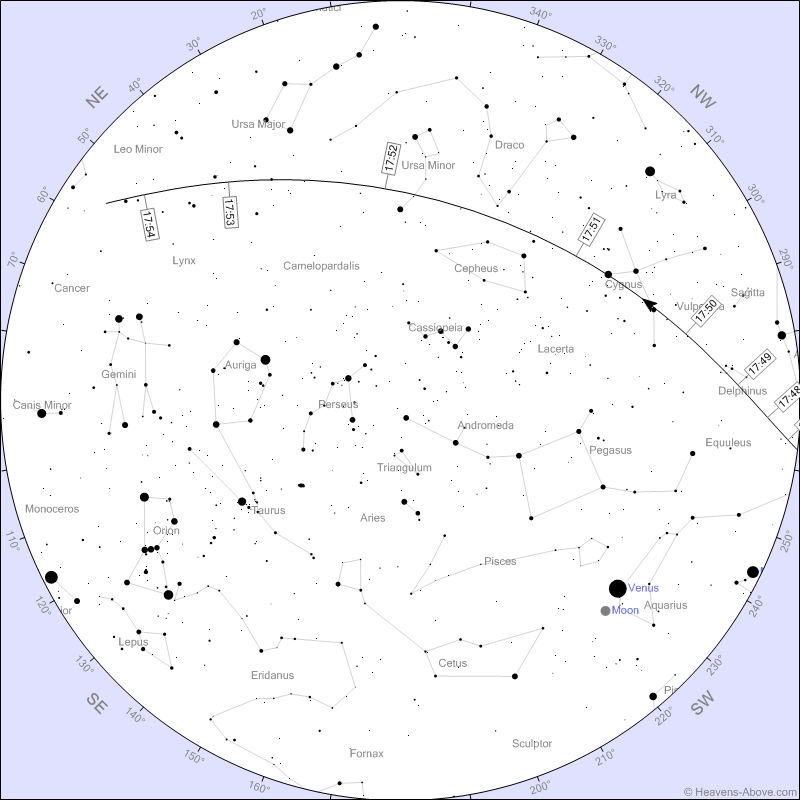 20°
340°
30°
330°
NE
40°
320°
NW
Ursa Major
17:52
50°
310°
Leo Minor
Draco
Ursa Minor
60°
300°
Lyra
17:54
17:53
17:51
70°
Lynx
Camelopardalis
Cepheus
290°
Cancer
Cygnus
Sagitta
17:50
Cassiopeia
Lacerta
Auriga
17:49
Gemini
Delphinus
17:48
Canis Minor
Perseus
Andromeda
Equuleus
Pegasus
Triangulum
Monoceros
Taurus
Aries
Orion
110°
250°
Pisces
Venus
120°
Moon
Aquarius
240°
Lepus
130°
Cetus
230°
Eridanus
SE
SW
140°
220°
Sculptor
150°
Fornax
210°
160°
200°
© Heavens-Above.com